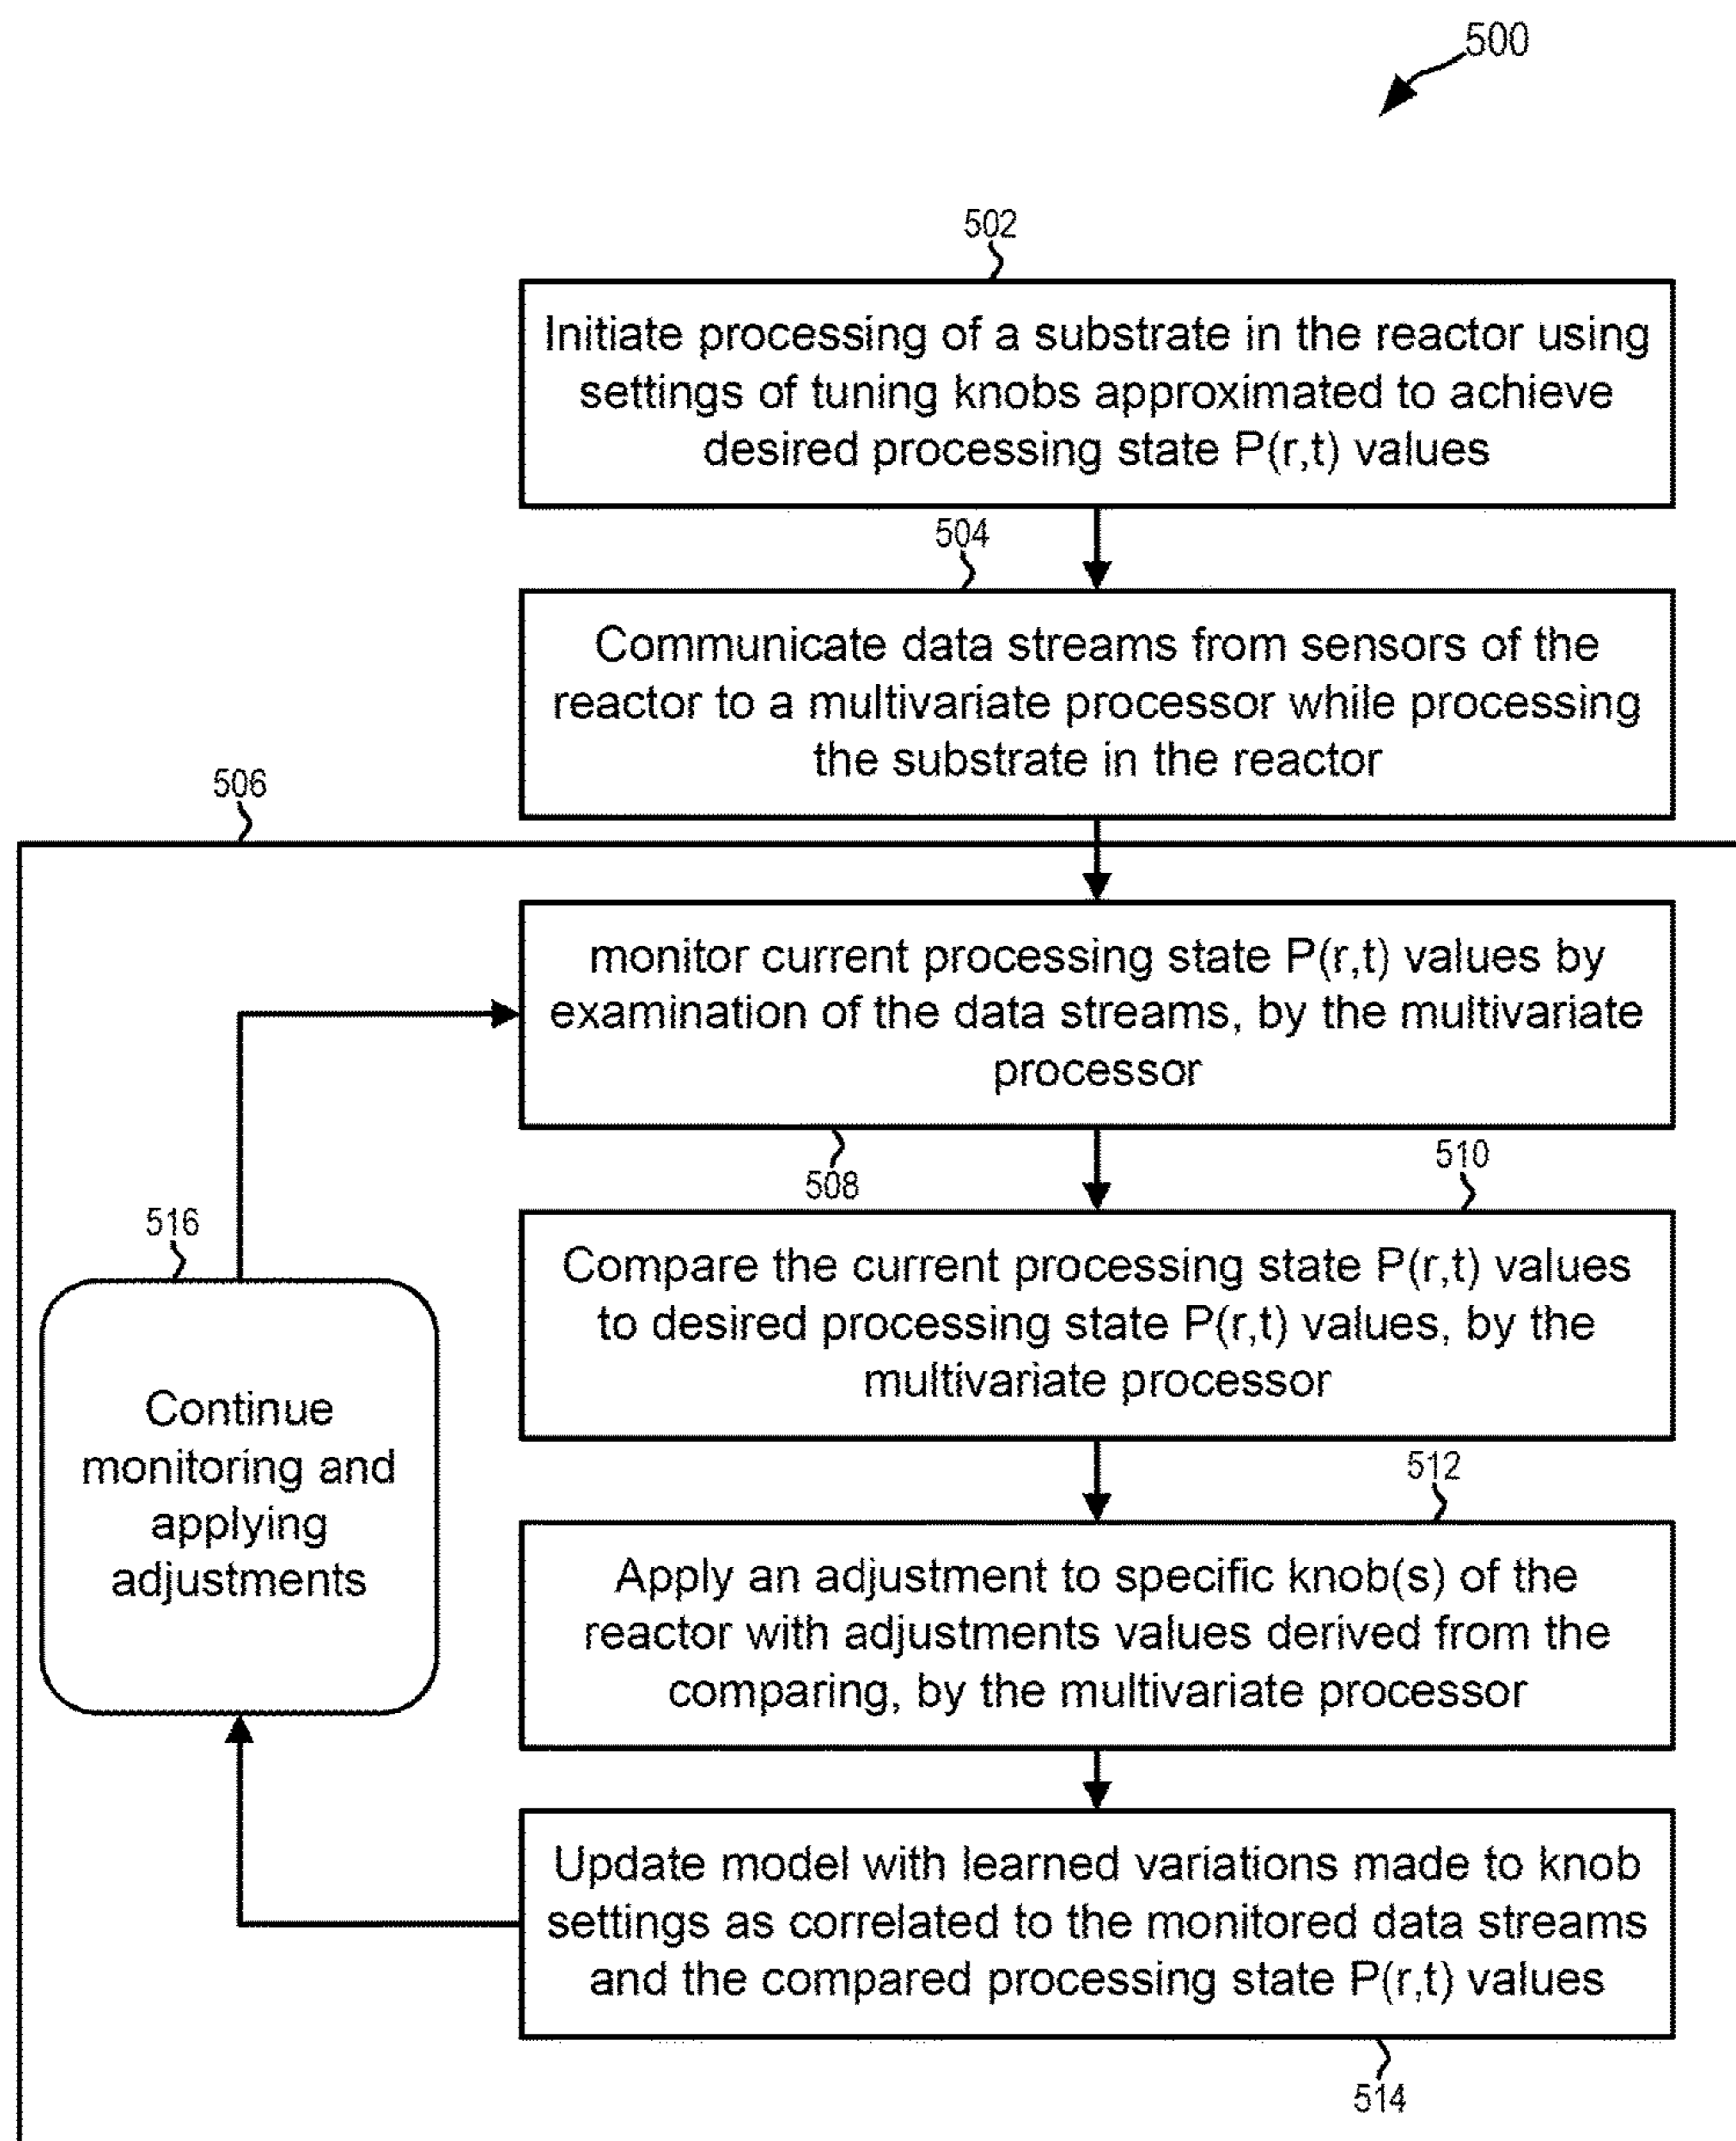 500
502
Initiate processing of a substrate in the reactor using
settings of tuning knobs approximated to achieve
desired processing state P(r,t) values
504
Communicate data streams from sensors of the
reactor to a multivariate processor while processing
the substrate in the reactor
506
monitor current processing state P(r,t) values by
examination of the data streams, by the multivariate
processor
508
510
Compare the current processing state P(r,t) values
to desired processing state P(r,t) values, by the
multivariate processor
516
Continue
monitoring and
applying
adjustments
512
Apply an adjustment to specific knob(s) of the
reactor with adjustments values derived from the
comparing, by the multivariate processor
Update model with learned variations made to knob
settings as correlated to the monitored data streams
and the compared processing state P(r,t) values
514